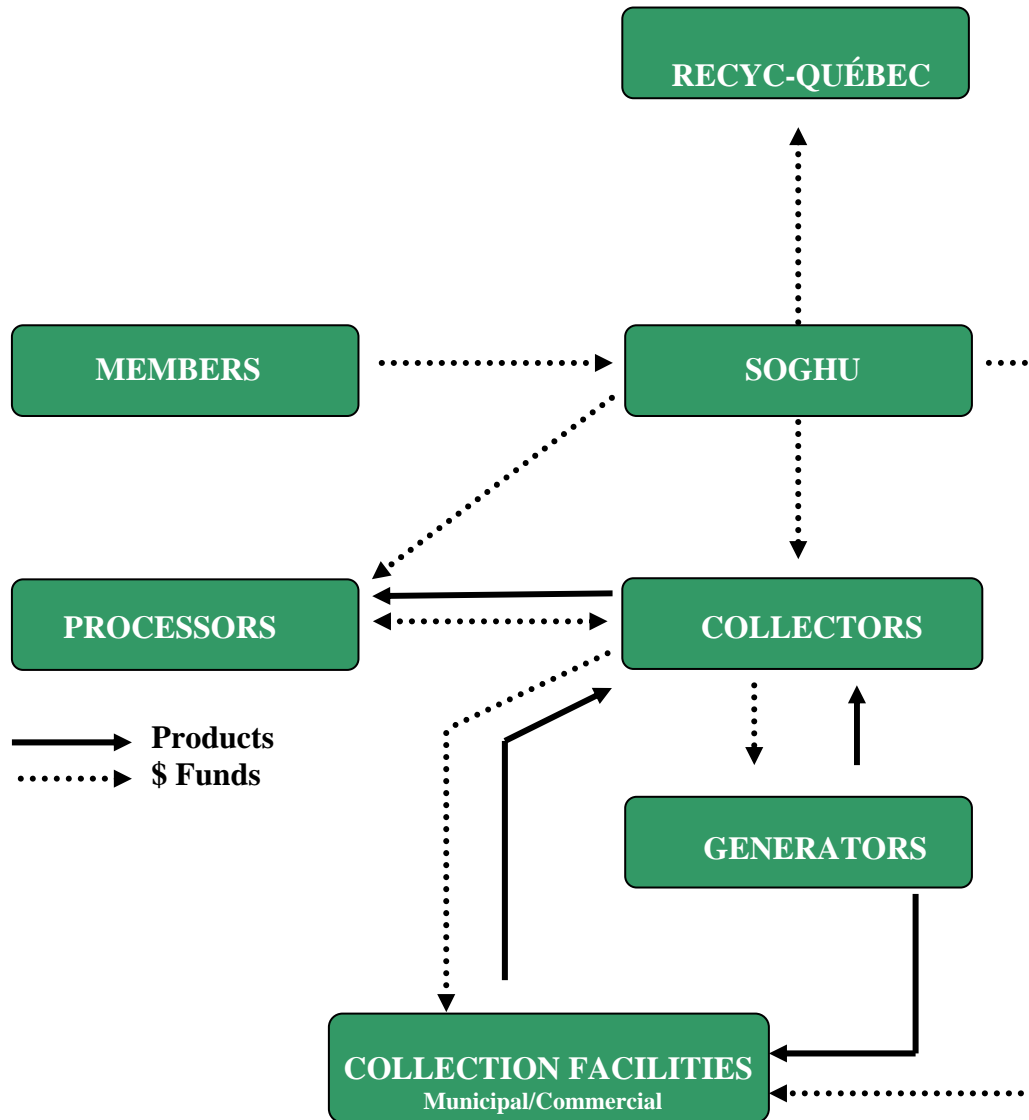 RECYC-QUÉBEC
MEMBERS
SOGHU
PROCESSORS
COLLECTORS
Products
$ Funds
GENERATORS
COLLECTION FACILITIES
Municipal/Commercial